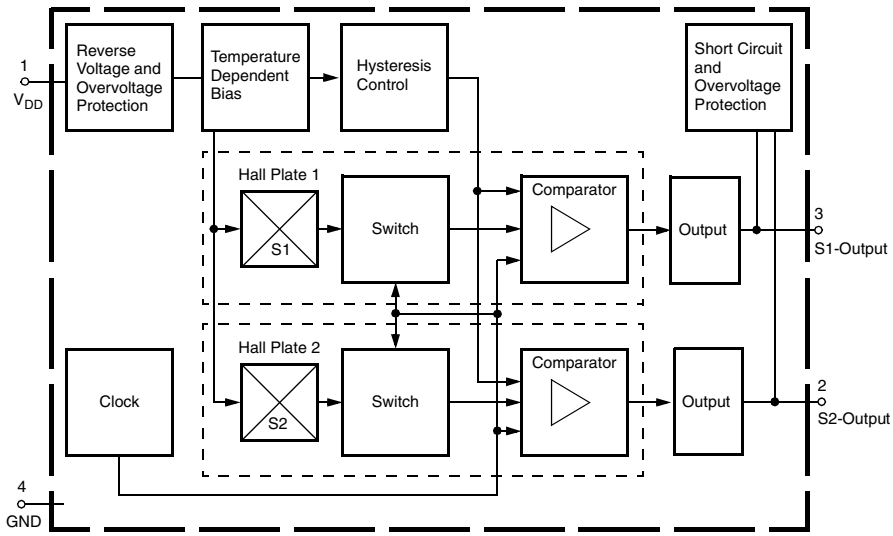 Reverse
Voltage and
Overvoltage
Protection
Temperature
Dependent
Bias
Hysteresis
Control
Short Circuit
and
Overvoltage
Protection
1
VDD
Hall Plate 1
S1
Switch
Comparator
Output
3
S1-Output
Hall Plate 2
S2
Switch
Comparator
Output
2
S2-Output
Clock
4
GND